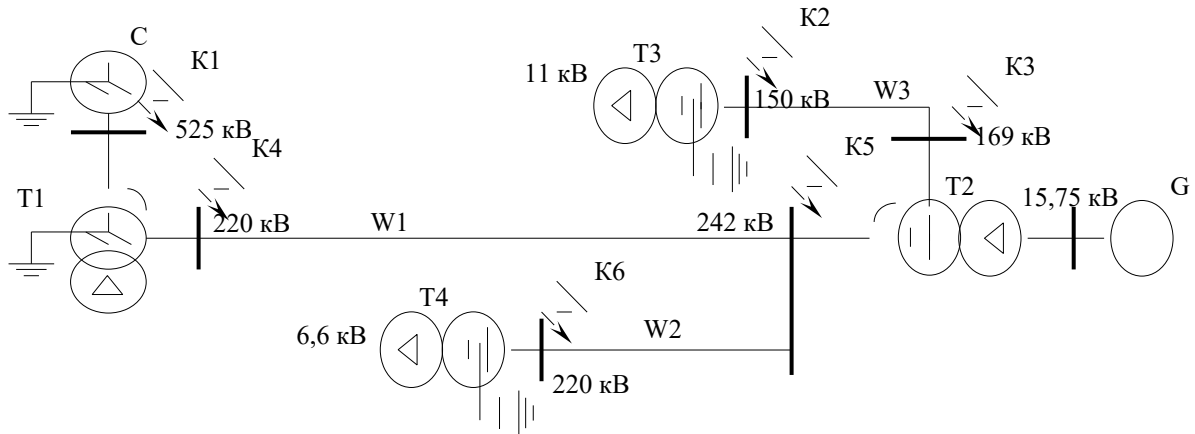 C
К1
525 кВ
К4
T1
220 кВ
W1
T3
11 кВ
К2
150 кВ
W3
К3
169 кВ
К5
242 кВ
T2
15,75 кВ
G
T4
6,6 кВ
К6
220 кВ
W2